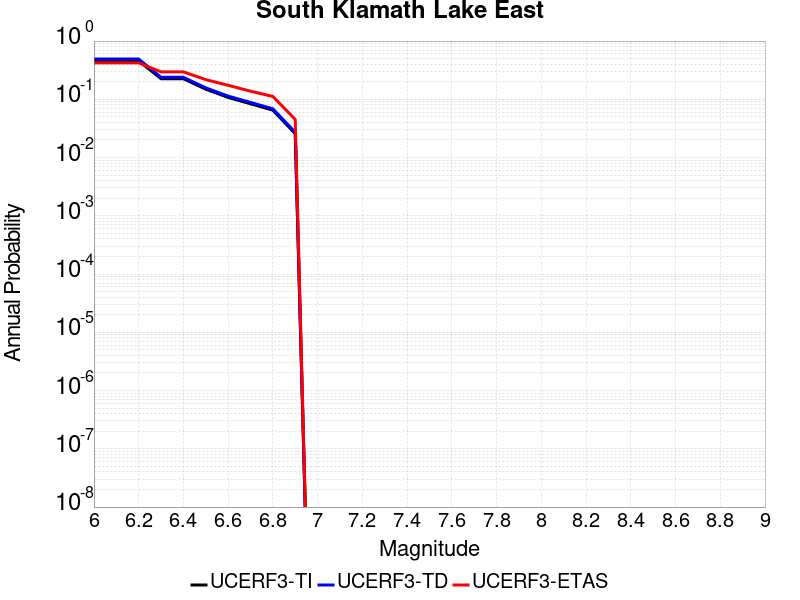 South Klamath Lake East
Annual Probability
10^0
10^-1
10^-2
10^-3
10^-4
10^-5
10^-6
10^-7
10^-8
6 6.2 6.4 6.6 6.8 7 7.2 7.4 7.6 7.8 8 8.2 8.4 8.6 8.8 9
Magnitude
UCERF3-TI UCERF3-TD UCERF3-ETAS